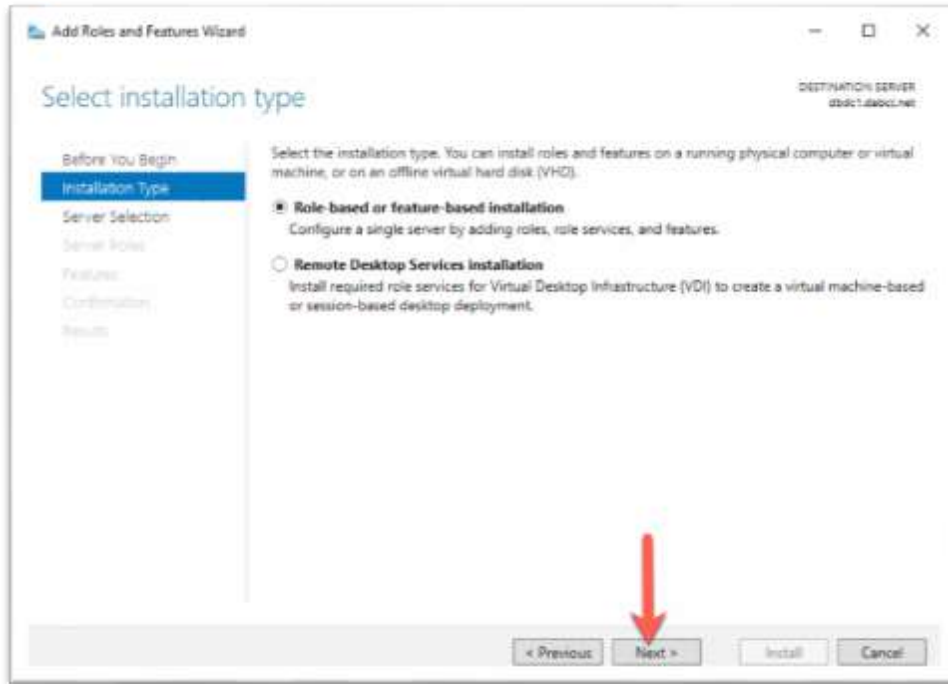 Add Roles and Features Wizard
Select installation type
DESTINATION SERVER
dbdc1.dabcc.net
Before You Begin
Installation Type
Server Selection
Server Roles
Features
Confirmation
Results
Select the installation type. You can install roles and features on a running physical computer or virtual
machine, or on an offline virtual hard disk (VHD).
Role-based or feature-based installation
Configure a single server by adding roles, role services, and features.
Remote Desktop Services installation
Install required role services for Virtual Desktop Infrastructure (VDI) to create a virtual machine-based
or session-based desktop deployment.
< Previous
Next >
Install
Cancel